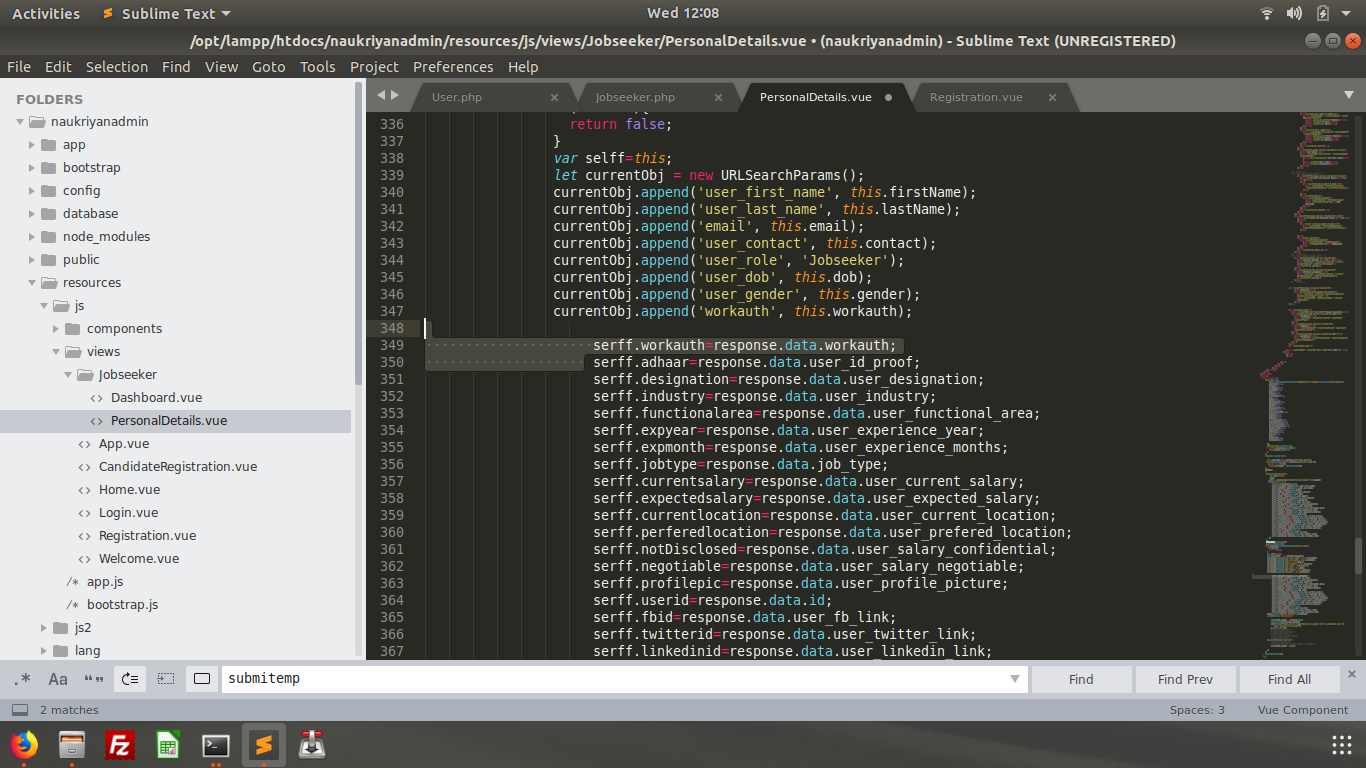 Activities
Sublime Text
Wed 12:08
/opt/lampp/htdocs/naukriyanadmin/resources/js/views/Jobseeker/PersonalDetails.vue • (naukriyanadmin) - Sublime Text (UNREGISTERED)
File Edit Selection Find View Goto Tools Project Preferences Help
FOLDERS
naukriyanadmin
app
bootstrap
config
database
node_modules
public
resources
js
components
views
Jobseeker
Dashboard.vue
PersonalDetails.vue
App.vue
CandidateRegistration.vue
Home.vue
Login.vue
Registration.vue
Welcome.vue
/* app.js
/* bootstrap.js
js2
lang
User.php × Jobseeker.php × PersonalDetails.vue • Registration.vue ×
336 return false;
337 }
338 var selff=this;
339 let currentObj = new URLSearchParams();
340 currentObj.append('user_first_name', this.firstName);
341 currentObj.append('user_last_name', this.lastName);
342 currentObj.append('email', this.email);
343 currentObj.append('user_contact', this.contact);
344 currentObj.append('user_role', 'Jobseeker');
345 currentObj.append('user_dob', this.dob);
346 currentObj.append('user_gender', this.gender);
347 currentObj.append('workauth', this.workauth);
348
349 serff.workauth=response.data.workauth;
350 serff.adhaar=response.data.user_id_proof;
351 serff.designation=response.data.user_designation;
352 serff.industry=response.data.user_industry;
353 serff.functionalarea=response.data.user_functional_area;
354 serff.expyear=response.data.user_experience_year;
355 serff.expmonth=response.data.user_experience_months;
356 serff.jobtype=response.data.job_type;
357 serff.currentsalary=response.data.user_current_salary;
358 serff.expectedsalary=response.data.user_expected_salary;
359 serff.currentlocation=response.data.user_current_location;
360 serff.perferedlocation=response.data.user_prefered_location;
361 serff.notDisclosed=response.data.user_salary_confidential;
362 serff.negotiable=response.data.user_salary_negotiable;
363 serff.profilepic=response.data.user_profile_picture;
364 serff.userid=response.data.id;
365 serff.fbid=response.data.user_fb_link;
366 serff.twitterid=response.data.user_twitter_link;
367 serff.linkedinid=response.data.user_linkedin_link;
.* Aa “” submitemp Find Find Prev Find All ×
2 matches Spaces: 3 Vue Component